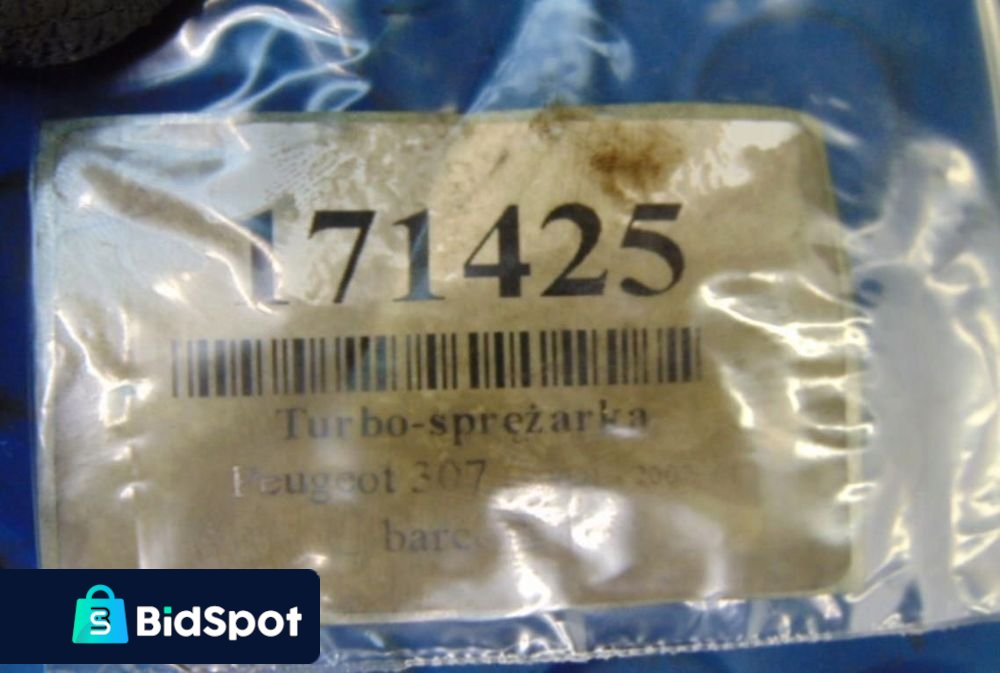 171425
Turbo-sprężarka
Peugeot 307
BidSpot